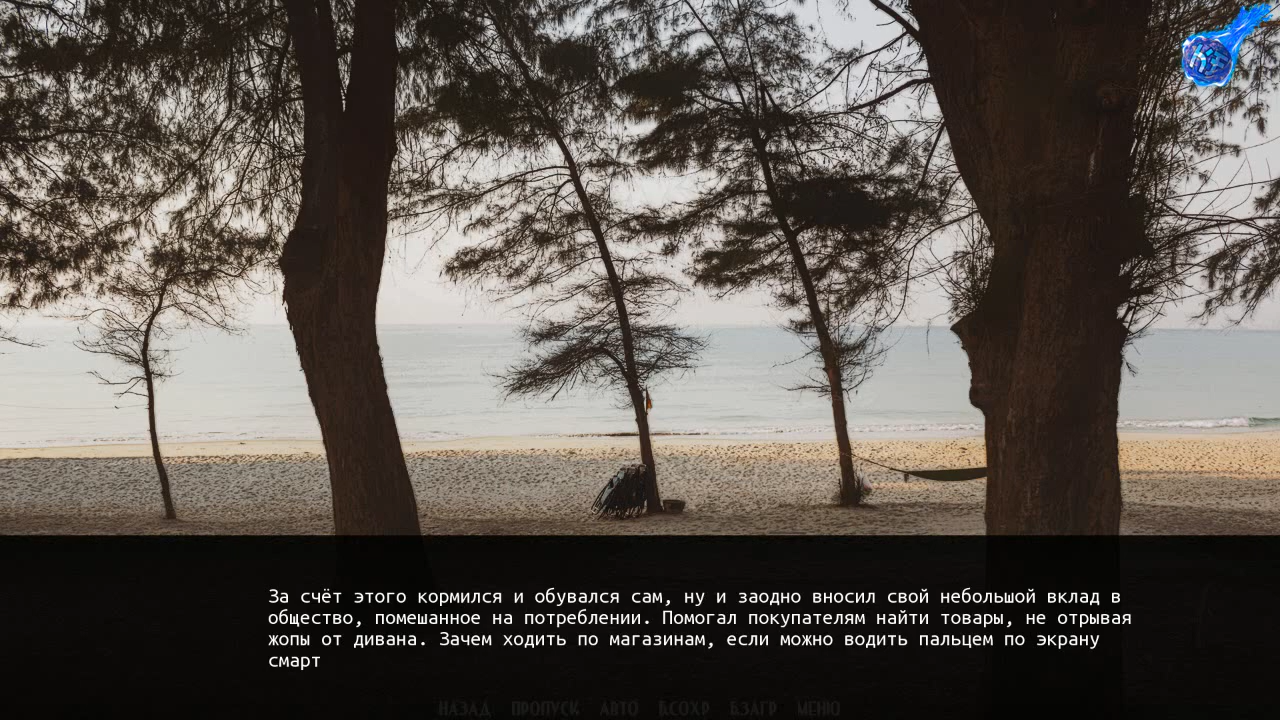 За счёт этого кормился и обувался сам, ну и заодно вносил свой небольшой вклад в
общество, помешанное на потреблении. Помогал покупателям найти товары, не отрывая
жопы от дивана. Зачем ходить по магазинам, если можно водить пальцем по экрану
смарт
НАЗАД ПРОПУСК АВТО Б.СОХР Б.ЗАГР МЕНЮ